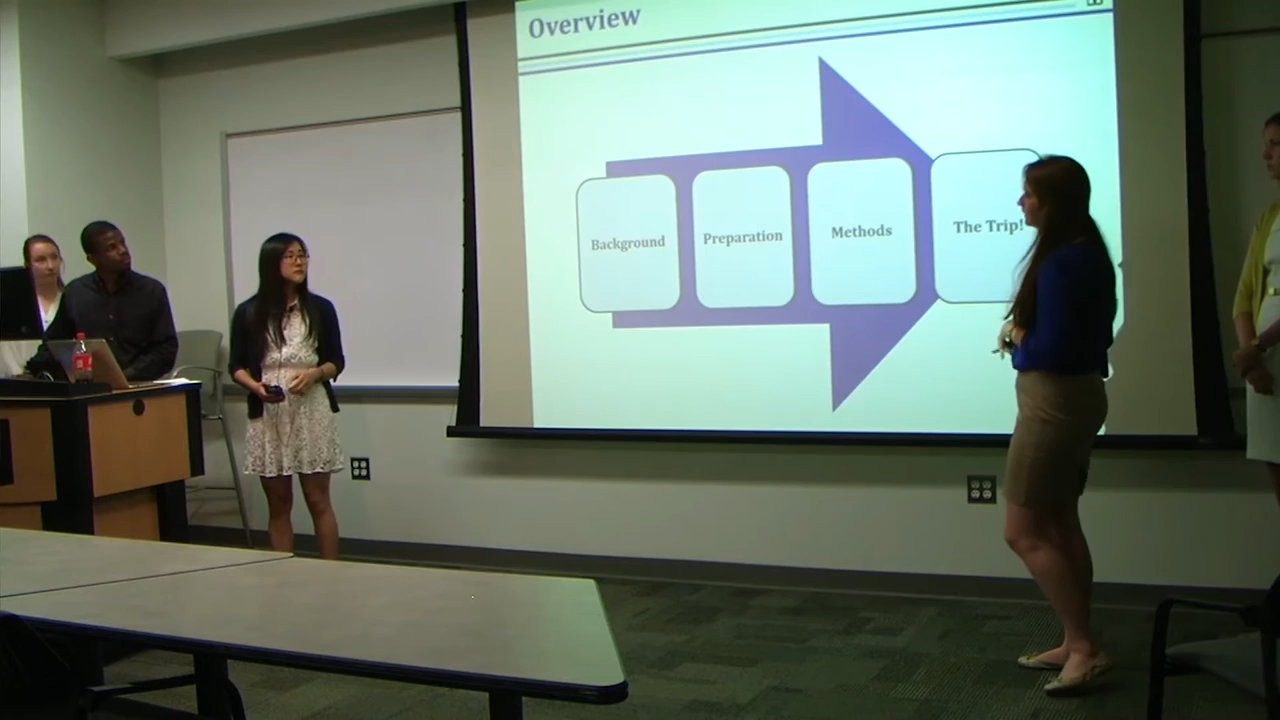 Overview
Background
Preparation
Methods
The Trip!